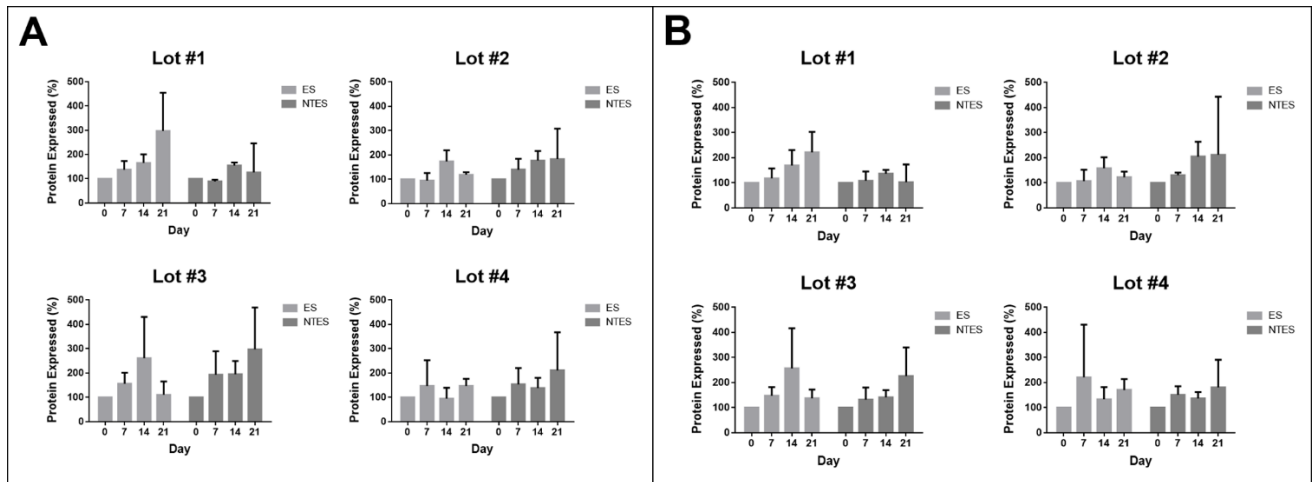 A
Lot #1
Protein Expressed (%)
500
400
300
200
100
0
0 7 14 21 0 7 14 21
Day
ES
NTES
Lot #2
Protein Expressed (%)
500
400
300
200
100
0
0 7 14 21 0 7 14 21
Day
ES
NTES
Lot #3
Protein Expressed (%)
500
400
300
200
100
0
0 7 14 21 0 7 14 21
Day
ES
NTES
Lot #4
Protein Expressed (%)
500
400
300
200
100
0
0 7 14 21 0 7 14 21
Day
ES
NTES
B
Lot #1
Protein Expressed (%)
500
400
300
200
100
0
0 7 14 21 0 7 14 21
Day
ES
NTES
Lot #2
Protein Expressed (%)
500
400
300
200
100
0
0 7 14 21 0 7 14 21
Day
ES
NTES
Lot #3
Protein Expressed (%)
500
400
300
200
100
0
0 7 14 21 0 7 14 21
Day
ES
NTES
Lot #4
Protein Expressed (%)
500
400
300
200
100
0
0 7 14 21 0 7 14 21
Day
ES
NTES